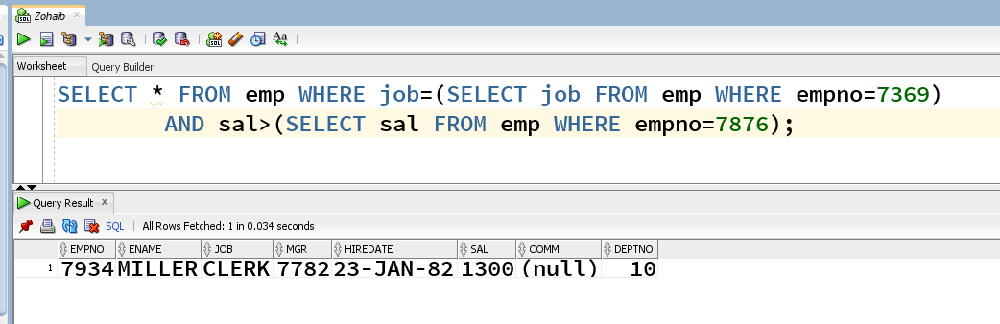 Zohaib
Worksheet Query Builder
SELECT * FROM emp WHERE job=(SELECT job FROM emp WHERE empno=7369)
AND sal>(SELECT sal FROM emp WHERE empno=7876);
Query Result x
SQL | All Rows Fetched: 1 in 0.034 seconds
EMPNO ENAME JOB MGR HIREDATE SAL COMM DEPTNO
1 7934 MILLER CLERK 7782 23-JAN-82 1300 (null) 10